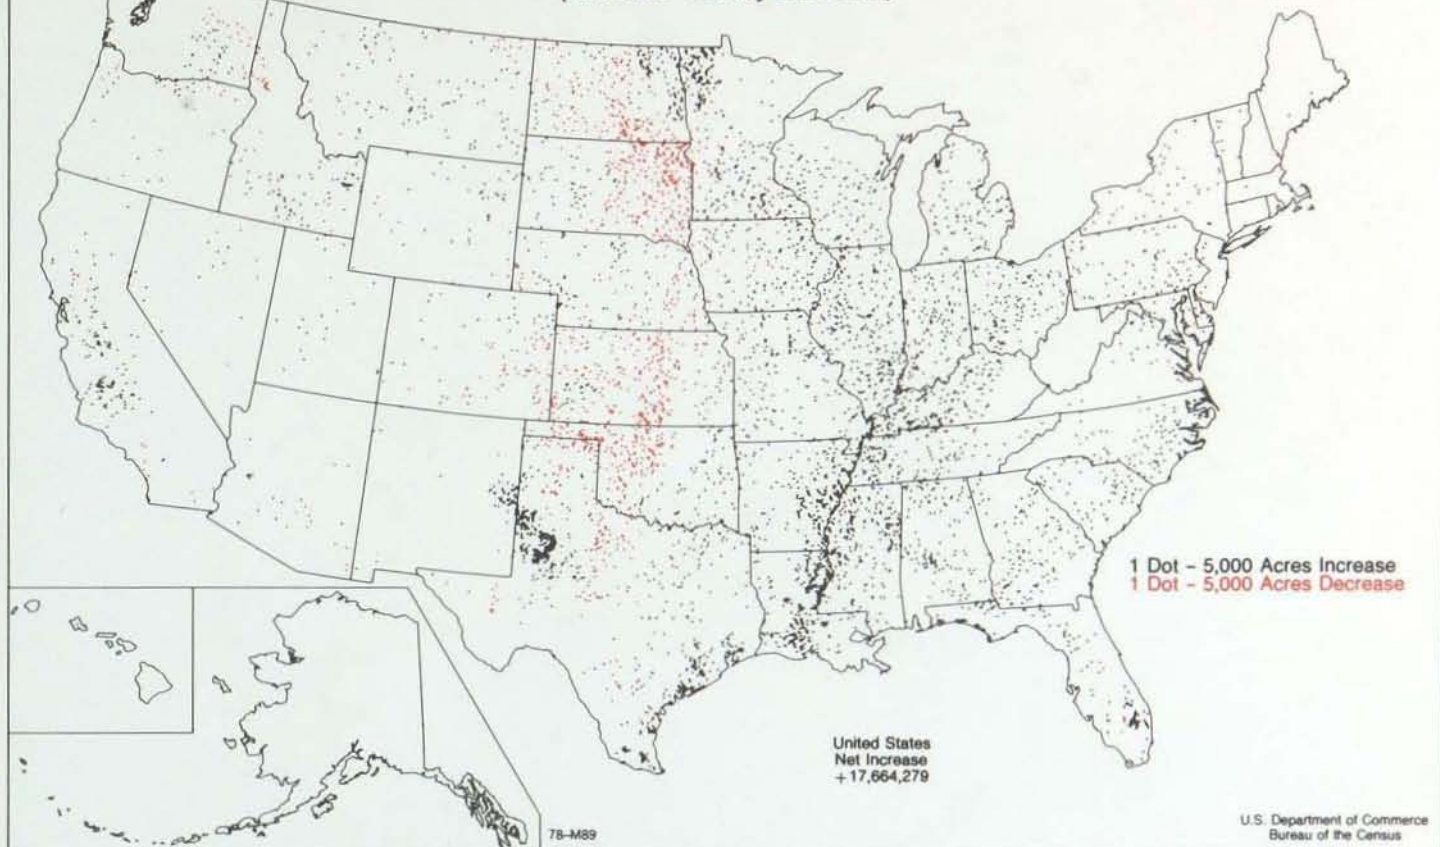 1 Dot – 5,000 Acres Increase
1 Dot – 5,000 Acres Decrease
United States
Net Increase
+17,664,279
78–M89
U.S. Department of Commerce
Bureau of the Census